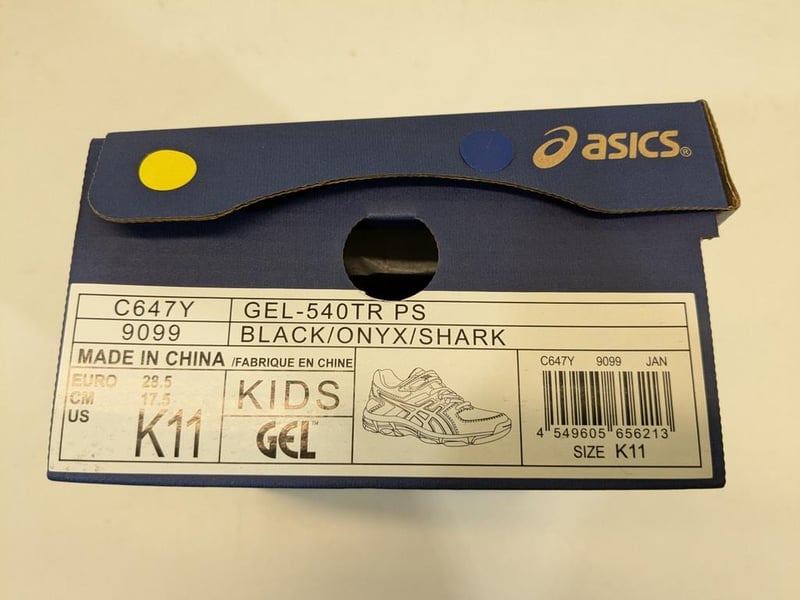 asics®
C647Y GEL-540TR PS
9099 BLACK/ONYX/SHARK
MADE IN CHINA /FABRIQUE EN CHINE
EURO 28.5
CM 17.5
US K11
KIDS
GEL™
C647Y 9099 JAN
4 549605 656213
SIZE K11